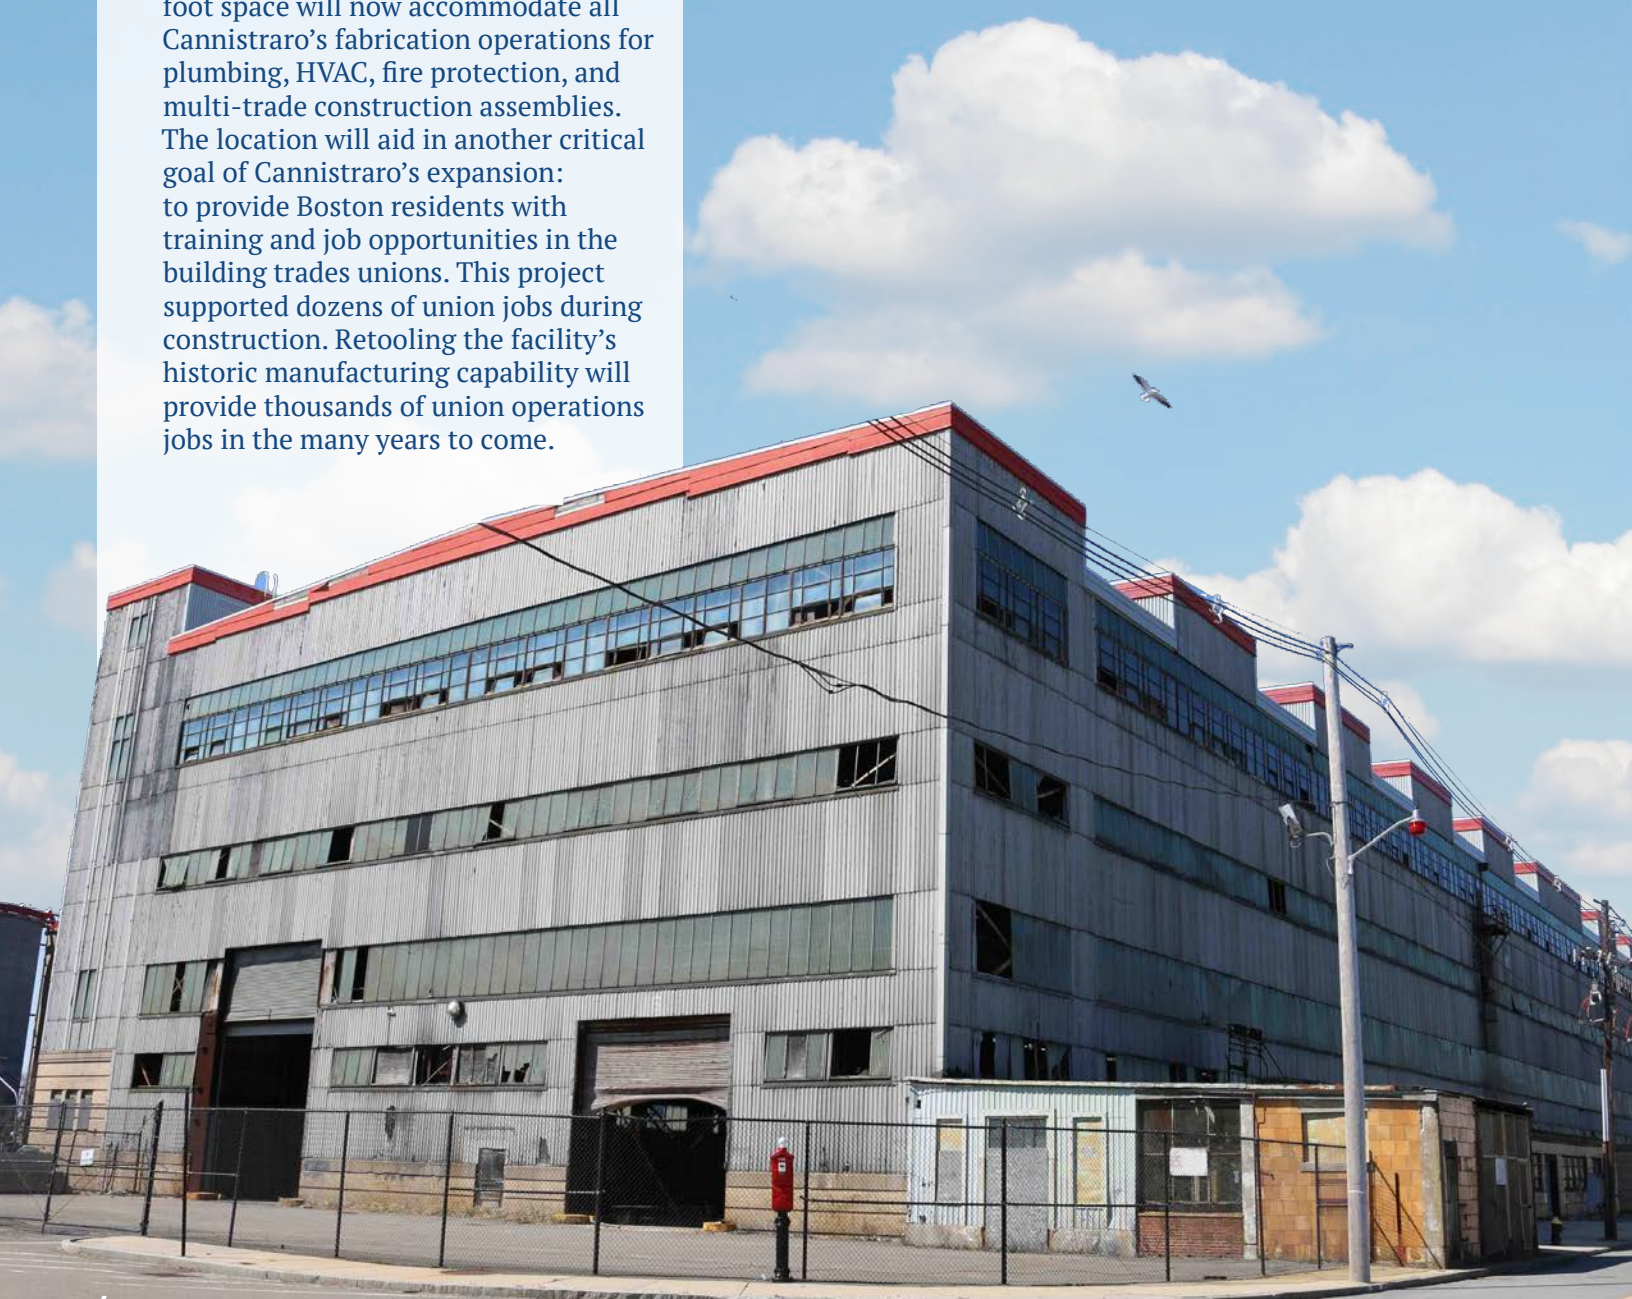 foot space will now accommodate all
Cannistraro’s fabrication operations for
plumbing, HVAC, fire protection, and
multi-trade construction assemblies.
The location will aid in another critical
goal of Cannistraro’s expansion:
to provide Boston residents with
training and job opportunities in the
building trades unions. This project
supported dozens of union jobs during
construction. Retooling the facility’s
historic manufacturing capability will
provide thousands of union operations
jobs in the many years to come.